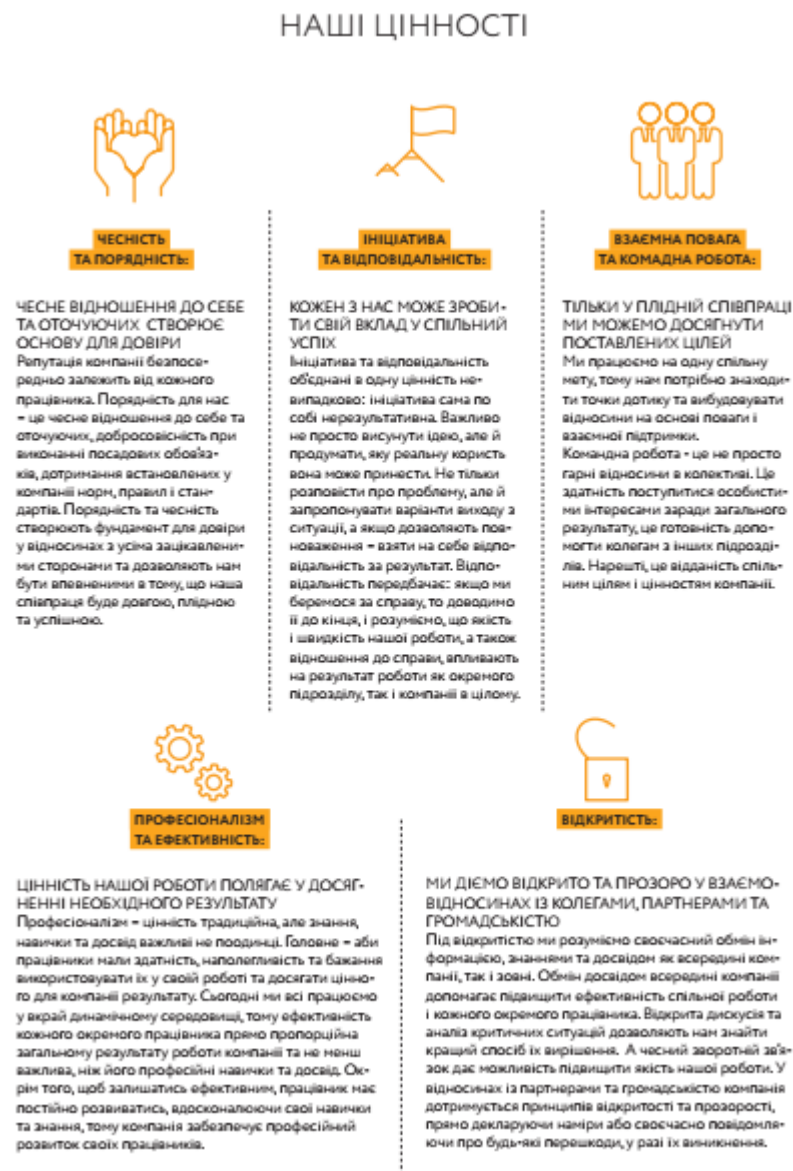 НАШІ ЦІННОСТІ
ЧЕСНІСТЬ
ТА ПОРЯДНІСТЬ:
ЧЕСНЕ ВІДНОШЕННЯ ДО СЕБЕ
ТА ОТОЧУЮЧИХ СТВОРЮЄ
ОСНОВУ ДЛЯ ДОВІРИ
Репутація компанії безпосе-
редньо залежить від кожного
працівника. Порядність для нас
– це чесне відношення до себе та
оточуючих, добросовісність при
виконанні посадових обов'яз-
ків, дотримання встановлених у
компанії норм, правил і стан-
дартів. Порядність та чесність
створюють фундамент для довіри
у відносинах з усіма зацікавлени-
ми сторонами та дозволяють нам
бути впевненими в тому, що наша
співпраця буде довгою, плідною
та успішною.
ІНІЦІАТИВА
ТА ВІДПОВІДАЛЬНІСТЬ:
КОЖЕН З НАС МОЖЕ ЗРОБИ-
ТИ СВІЙ ВКЛАД У СПІЛЬНИЙ
УСПІХ
Ініціатива та відповідальність
об'єднані в одну цінність не-
випадково: ініціатива сама по
собі нерезультативна. Важливо
не просто висунути ідею, але й
продумати, яку реальну користь
вона може принести. Не тільки
розповісти про проблему, але й
запропонувати варіанти виходу з
ситуації, а якщо дозволяють пов-
новаження – взяти на себе відпо-
відальність за результат. Відпо-
відальність передбачає: якщо ми
беремося за справу, то доводимо
її до кінця, і розуміємо, що якість
і швидкість нашої роботи, а також
відношення до справи, впливають
на результат роботи як окремого
підрозділу, так і компанії в цілому.
ВЗАЄМНА ПОВАГА
ТА КОМАДНА РОБОТА:
ТІЛЬКИ У ПЛІДНІЙ СПІВПРАЦІ
МИ МОЖЕМО ДОСЯГНУТИ
ПОСТАВЛЕНИХ ЦІЛЕЙ
Ми працюємо на одну спільну
мету, тому нам потрібно знаходи-
ти точки дотику та вибудовувати
відносини на основі поваги і
взаємної підтримки.
Командна робота - це не просто
гарні відносини в колективі. Це
здатність поступитися особисти-
ми інтересами заради загального
результату, це готовність допо-
могти колегам з інших підрозді-
лів. Нарешті, це відданість спіль-
ним цілям і цінностям компанії.
ПРОФЕСІОНАЛІЗМ
ТА ЕФЕКТИВНІСТЬ:
ЦІННІСТЬ НАШОЇ РОБОТИ ПОЛЯГАЄ У ДОСЯГ-
НЕННІ НЕОБХІДНОГО РЕЗУЛЬТАТУ
Професіоналізм – цінність традиційна, але знання,
навички та досвід важливі не поодинці. Головне – аби
працівники мали здатність, наполегливість та бажання
використовувати їх у своїй роботі та досягати цінно-
го для компанії результату. Сьогодні ми всі працюємо
у вкрай динамічному середовищі, тому ефективність
кожного окремого працівника прямо пропорційна
загальному результату роботи компанії та не менш
важлива, ніж його професійні навички та досвід. Ок-
рім того, щоб залишатись ефективним, працівник має
постійно розвиватись, вдосконалюючи свої навички
та знання, тому компанія забезпечує професійний
розвиток своїх працівників.
ВІДКРИТІСТЬ:
МИ ДІЄМО ВІДКРИТО ТА ПРОЗОРО У ВЗАЄМО-
ВІДНОСИНАХ ІЗ КОЛЕГАМИ, ПАРТНЕРАМИ ТА
ГРОМАДСЬКІСТЮ
Під відкритістю ми розуміємо своєчасний обмін ін-
формацією, знаннями та досвідом як всередині ком-
панії, так і зовні. Обмін досвідом всередині компанії
допомагає підвищити ефективність спільної роботи
і кожного окремого працівника. Відкрита дискусія та
аналіз критичних ситуацій дозволяють нам знайти
кращий спосіб їх вирішення. А чесний зворотній зв'я-
зок дає можливість підвищити якість нашої роботи. У
відносинах із партнерами та громадськістю компанія
дотримується принципів відкритості та прозорості,
прямо декларуючи наміри або своєчасно повідомля-
ючи про будь-які перешкоди, у разі їх виникнення.